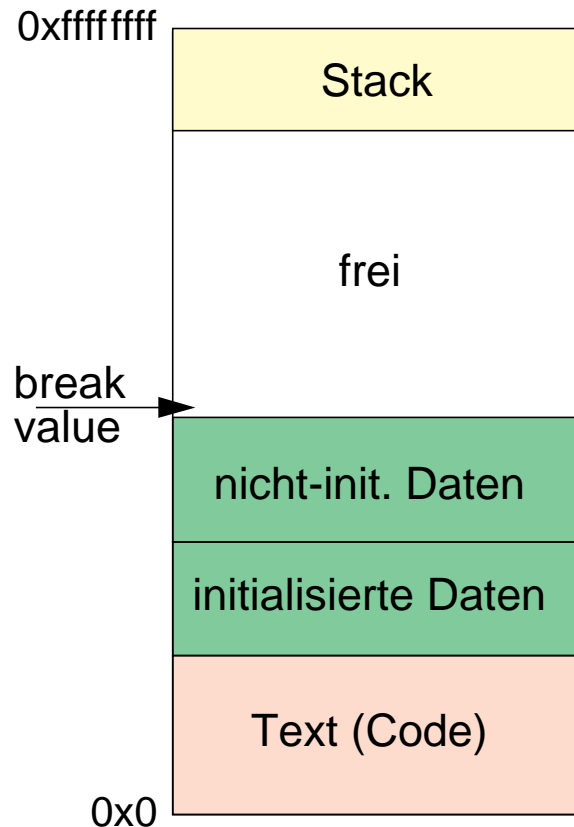 0xffffffff
Stack
frei
break
value
nicht-init. Daten
initialisierte Daten
Text (Code)
0x0